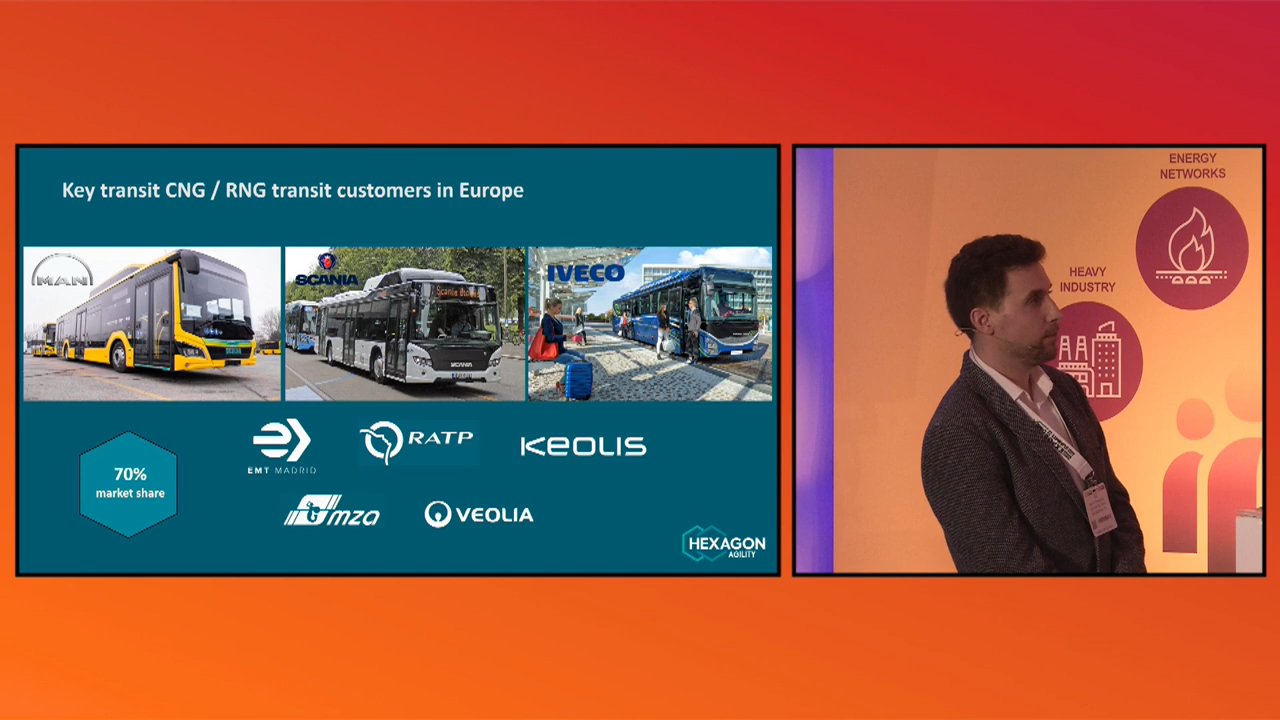 Key transit CNG / RNG transit customers in Europe
MAN
SCANIA
Scania
SCANIA
IVECO
70%
market share
EMT MADRID
RATP
KEOLIS
mza
VEOLIA
HEXAGON
AGILITY
ENERGY
NETWORKS
HEAVY
INDUSTRY